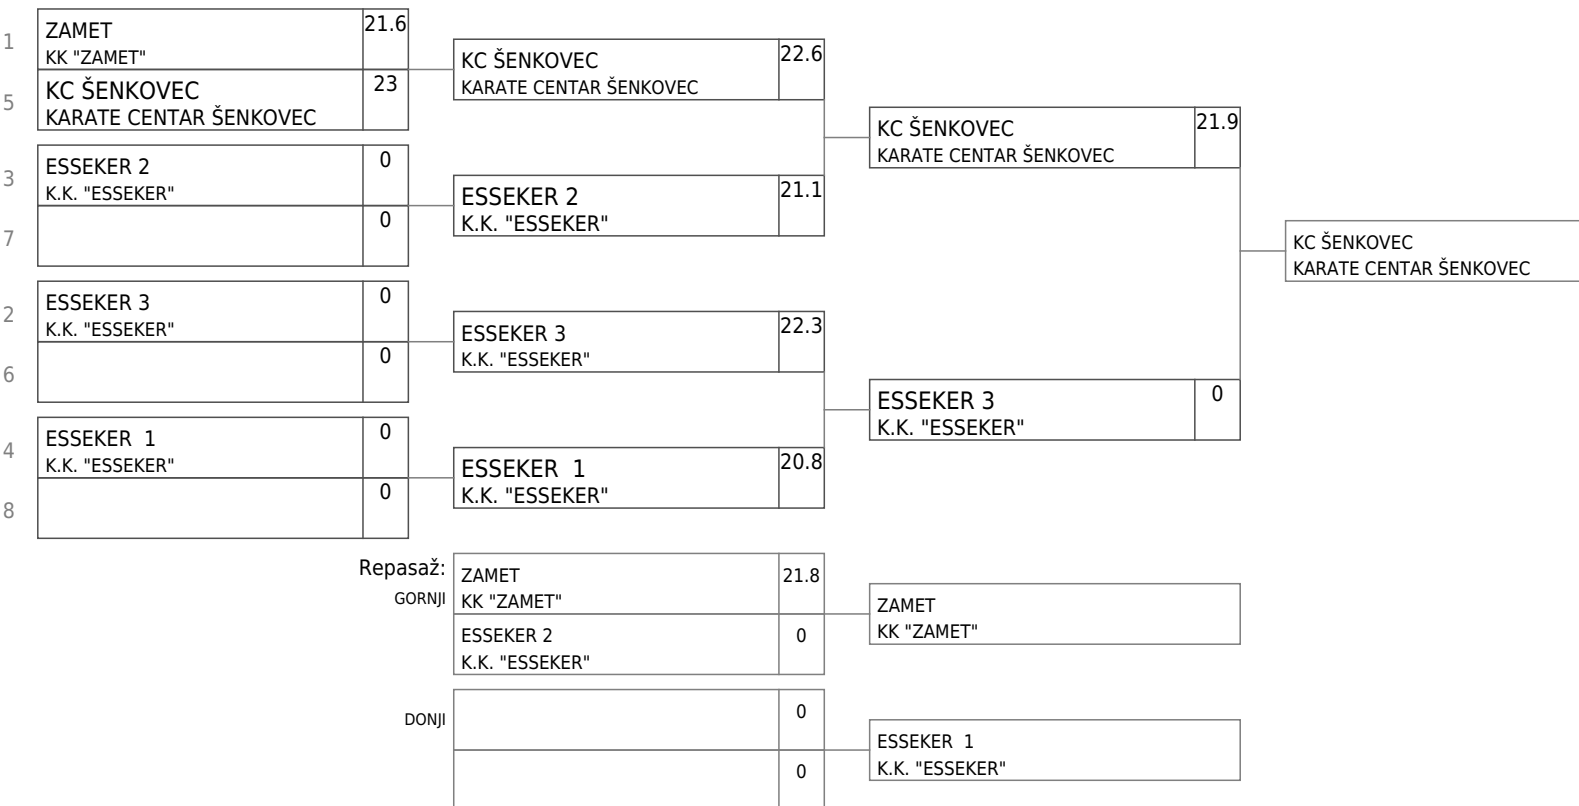 1
ZAMET
KK "ZAMET"
21.6
5
KC ŠENKOVEC
KARATE CENTAR ŠENKOVEC
23
3
ESSEKER 2
K.K. "ESSEKER"
0
7
0
2
ESSEKER 3
K.K. "ESSEKER"
0
6
0
4
ESSEKER  1
K.K. "ESSEKER"
0
8
0
KC ŠENKOVEC
KARATE CENTAR ŠENKOVEC
22.6
ESSEKER 2
K.K. "ESSEKER"
21.1
ESSEKER 3
K.K. "ESSEKER"
22.3
ESSEKER  1
K.K. "ESSEKER"
20.8
KC ŠENKOVEC
KARATE CENTAR ŠENKOVEC
21.9
ESSEKER 3
K.K. "ESSEKER"
0
KC ŠENKOVEC
KARATE CENTAR ŠENKOVEC
Repasaž:
GORNJI
ZAMET
KK "ZAMET"
21.8
ESSEKER 2
K.K. "ESSEKER"
0
ZAMET
KK "ZAMET"
DONJI
0
0
ESSEKER  1
K.K. "ESSEKER"